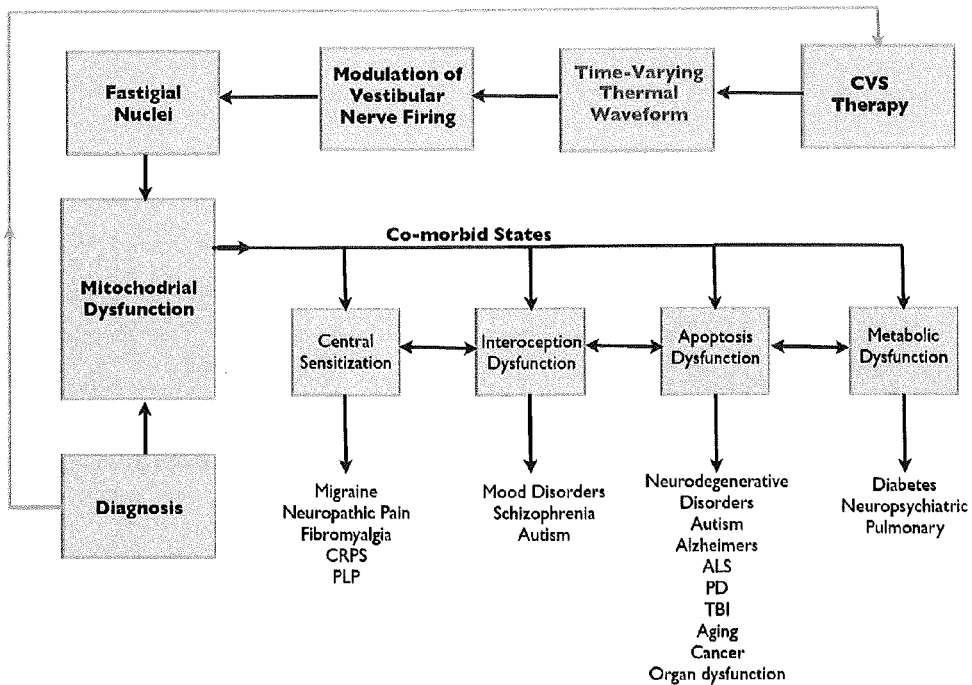 Fastigial
Nuclei
Modulation of
Vestibular
Nerve Firing
Time-Varying
Thermal
Waveform
CVS
Therapy
Mitochodrial
Dysfunction
Co-morbid States
Central
Sensitization
Interoception
Dysfunction
Apoptosis
Dysfunction
Metabolic
Dysfunction
Diagnosis
Migraine
Neuropathic Pain
Fibromyalgia
CRPS
PLP
Mood Disorders
Schizophrenia
Autism
Neurodegenerative
Disorders
Autism
Alzheimers
ALS
PD
TBI
Aging
Cancer
Organ dysfunction
Diabetes
Neuropsychiatric
Pulmonary